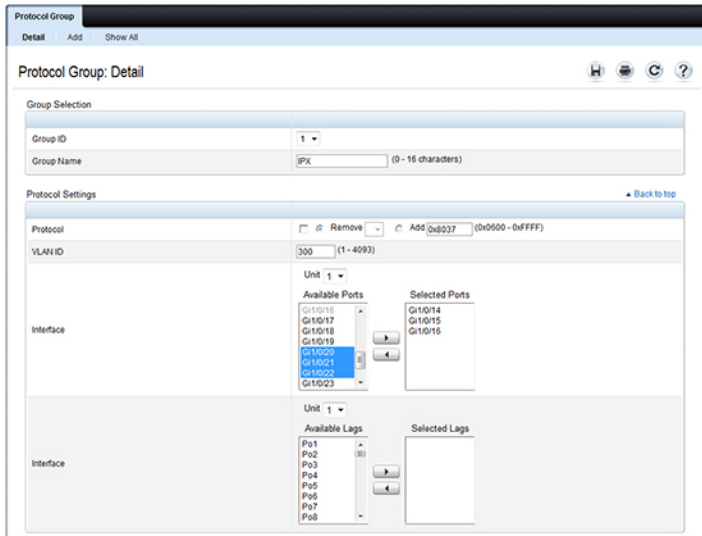 Protocol Group
Detail Add Show All
Protocol Group: Detail
Group Selection
Group ID 1
Group Name IPX (0 - 16 characters)
Protocol Settings Back to top
Protocol Remove Add 0x8037 (0x0600 - 0xFFFF)
VLAN ID 300 (1 - 4093)
Unit 1
Available Ports Selected Ports
Gi1/0/16 Gi1/0/14
Gi1/0/17 Gi1/0/15
Gi1/0/18 Gi1/0/16
Gi1/0/19
Interface
Gi1/0/20
Gi1/0/21
Gi1/0/22
Gi1/0/23
Unit 1
Available Lags Selected Lags
Po1
Po2
Po3
Interface Po4
Po5
Po6
Po7
Po8